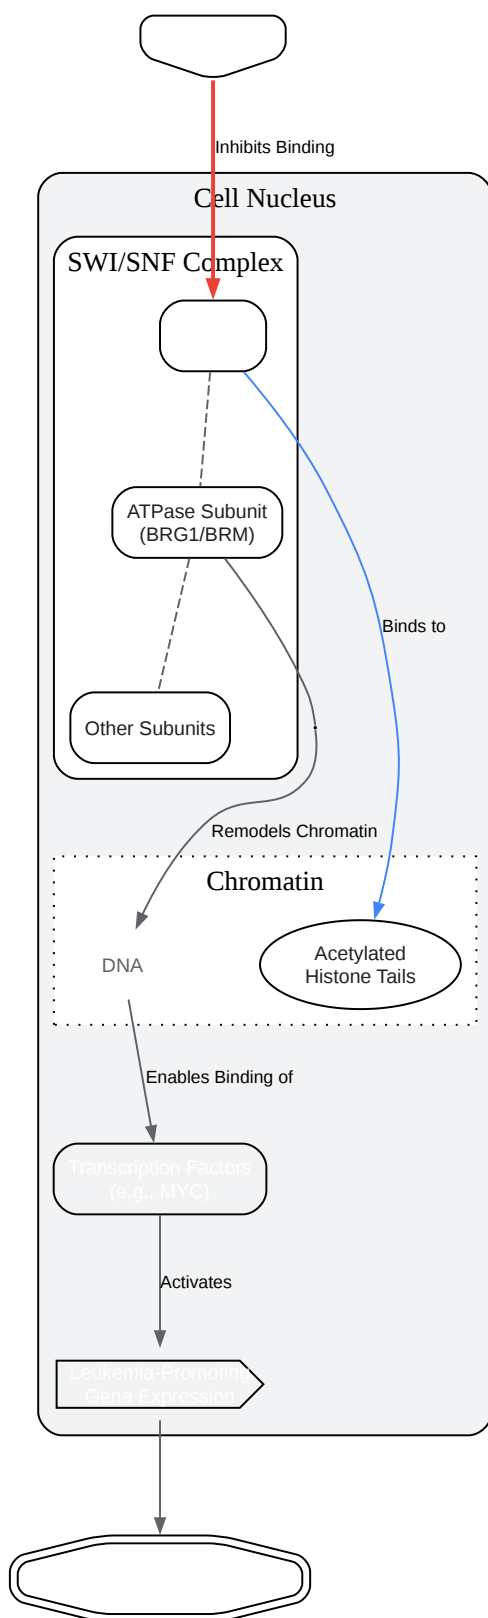 Inhibits Binding
Cell Nucleus
SWI/SNF Complex
ATPase Subunit
(BRG1/BRM)
Binds to
Other Subunits
Remodels Chromatin
Chromatin
DNA
Acetylated
Histone Tails
Enables Binding of
Transcription Factors
(e.g., MYC)
Activates
Leukemia-Promoting
Gene Expression